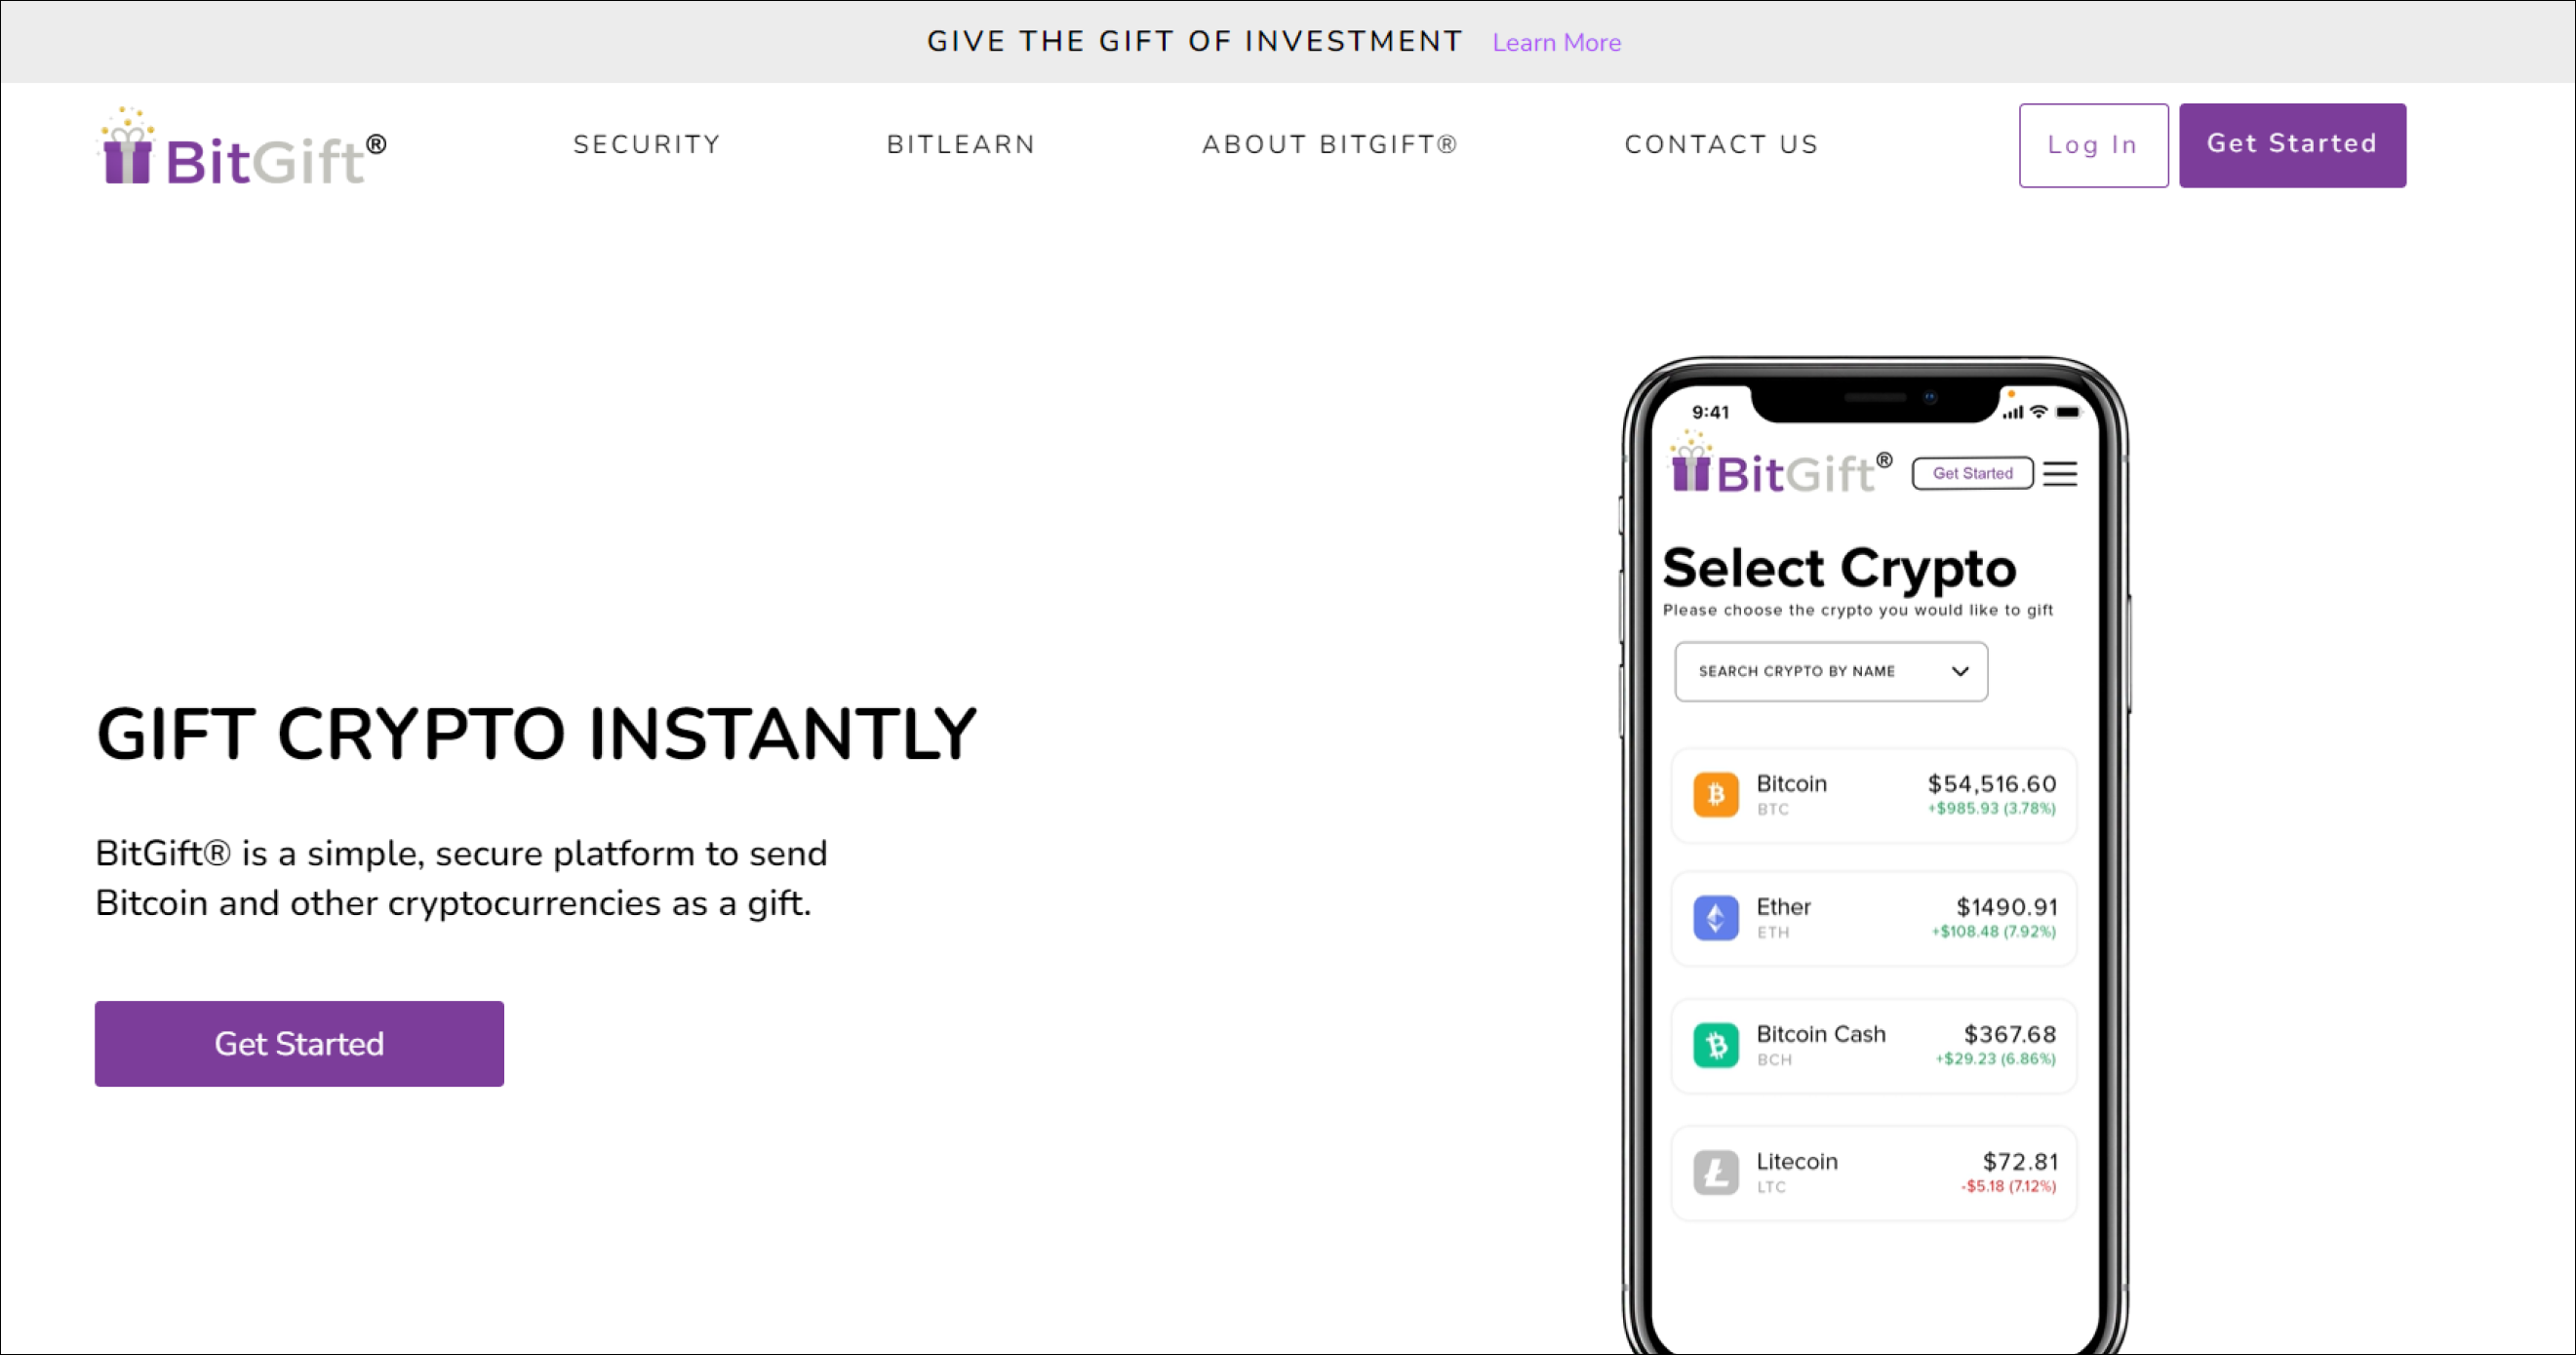 GIVE THE GIFT OF INVESTMENT Learn More
BitGift®
SECURITY
BITLEARN
ABOUT BITGIFT®
CONTACT US
Log In
Get Started
GIFT CRYPTO INSTANTLY
BitGift® is a simple, secure platform to send
Bitcoin and other cryptocurrencies as a gift.
Get Started
9:41
BitGift®
Get Started
Select Crypto
Please choose the crypto you would like to gift
SEARCH CRYPTO BY NAME
Bitcoin $54,516.60
BTC +$985.93 (3.78%)
Ether $1490.91
ETH +$108.48 (7.92%)
Bitcoin Cash $367.68
BCH +$29.23 (6.86%)
Litecoin $72.81
LTC -$5.18 (7.12%)